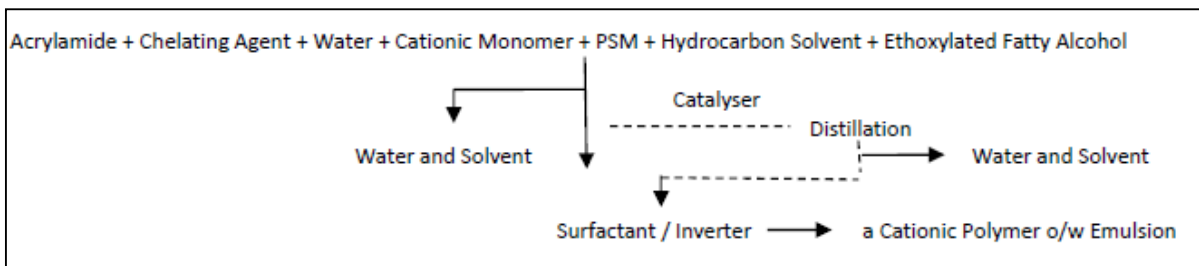 Acrylamide + Chelating Agent + Water + Cationic Monomer + PSM + Hydrocarbon Solvent + Ethoxylated Fatty Alcohol
Catalyser
Distillation
Water and Solvent
Water and Solvent
Surfactant / Inverter
a Cationic Polymer o/w Emulsion